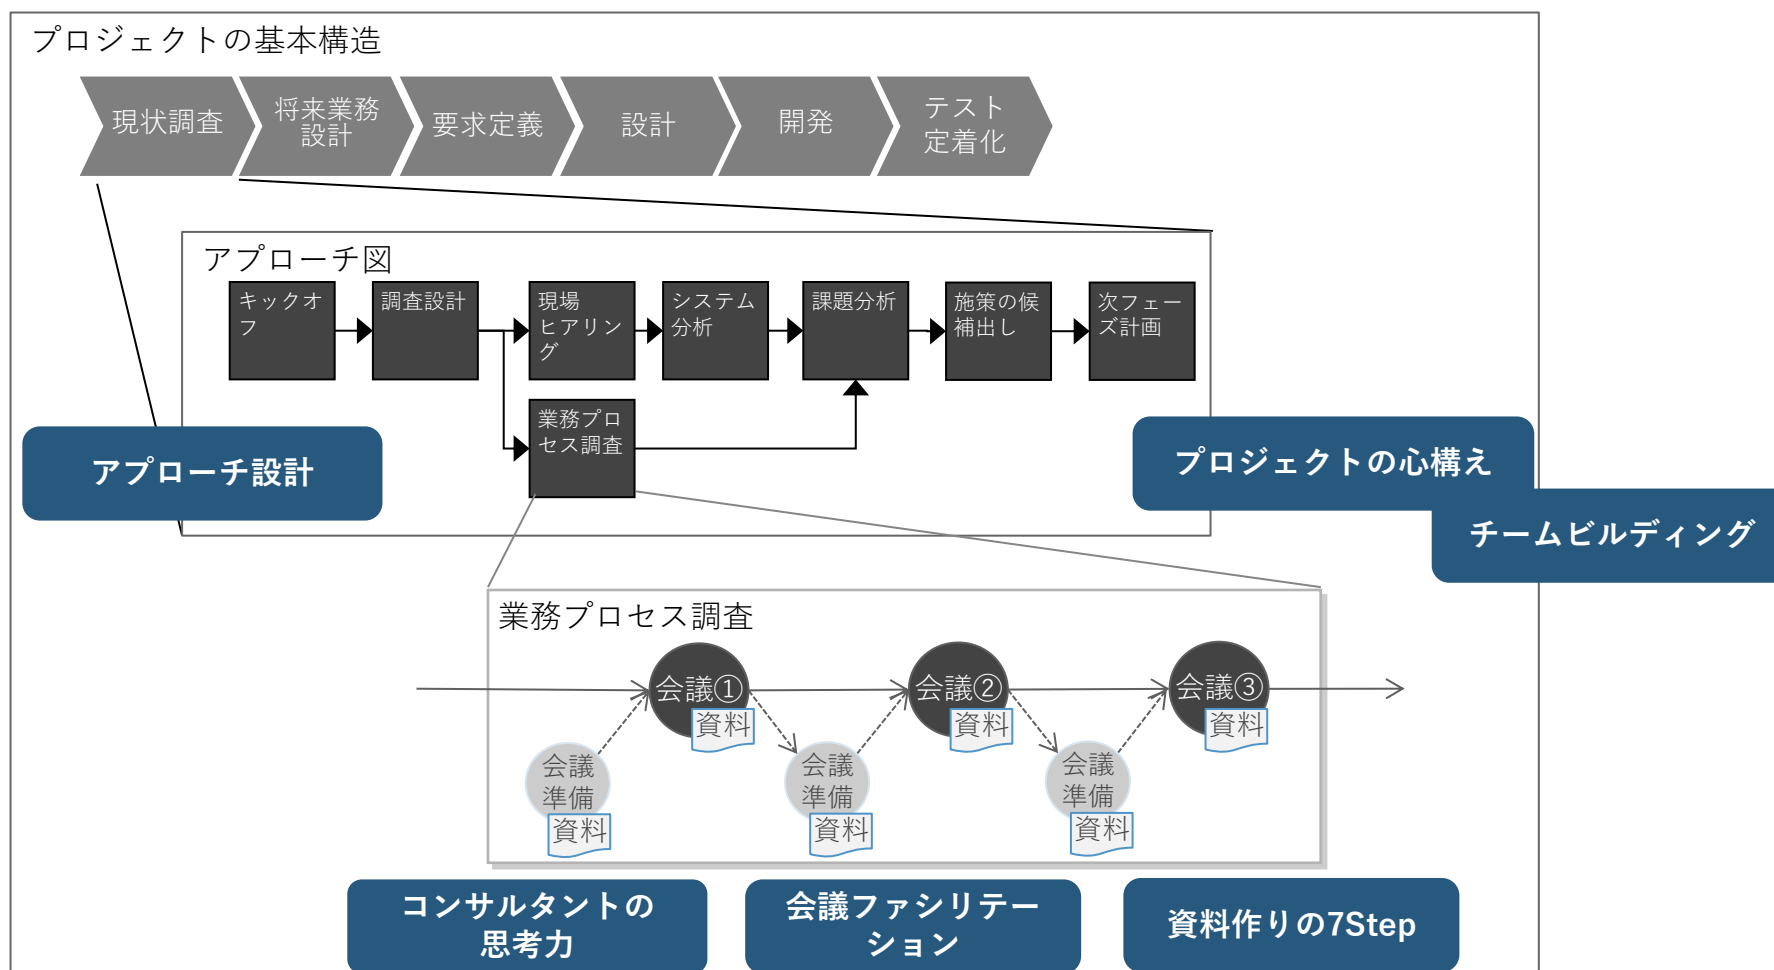 プロジェクトの基本構造
現状調査
将来業務
設計
要求定義
設計
開発
テスト
定着化
アプローチ図
キックオ
フ
調査設計
現場
ヒアリン
グ
システム
分析
課題分析
施策の候
補出し
次フェー
ズ計画
業務プロ
セス調査
アプローチ設計
プロジェクトの心構え
チームビルディング
業務プロセス調査
会議①
資料
会議②
資料
会議③
資料
会議
準備
資料
会議
準備
資料
会議
準備
資料
コンサルタントの
思考力
会議ファシリテー
ション
資料作りの7Step